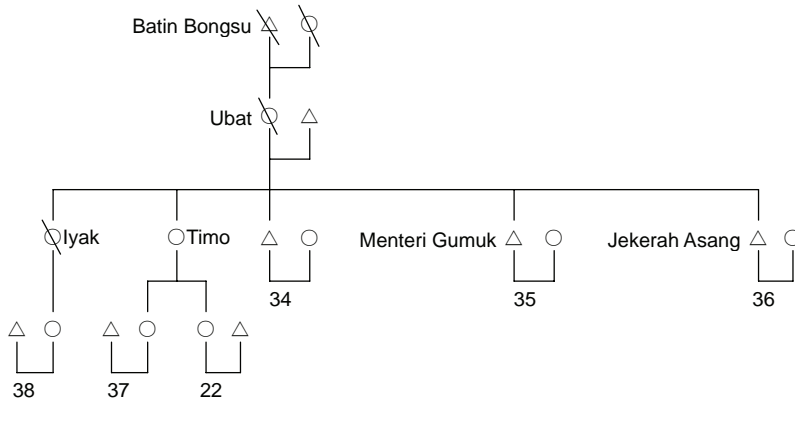 Batin Bongsu
Ubat
Iyak
Timo
Menteri Gumuk
Jekerah Asang
34
35
36
38
37
22